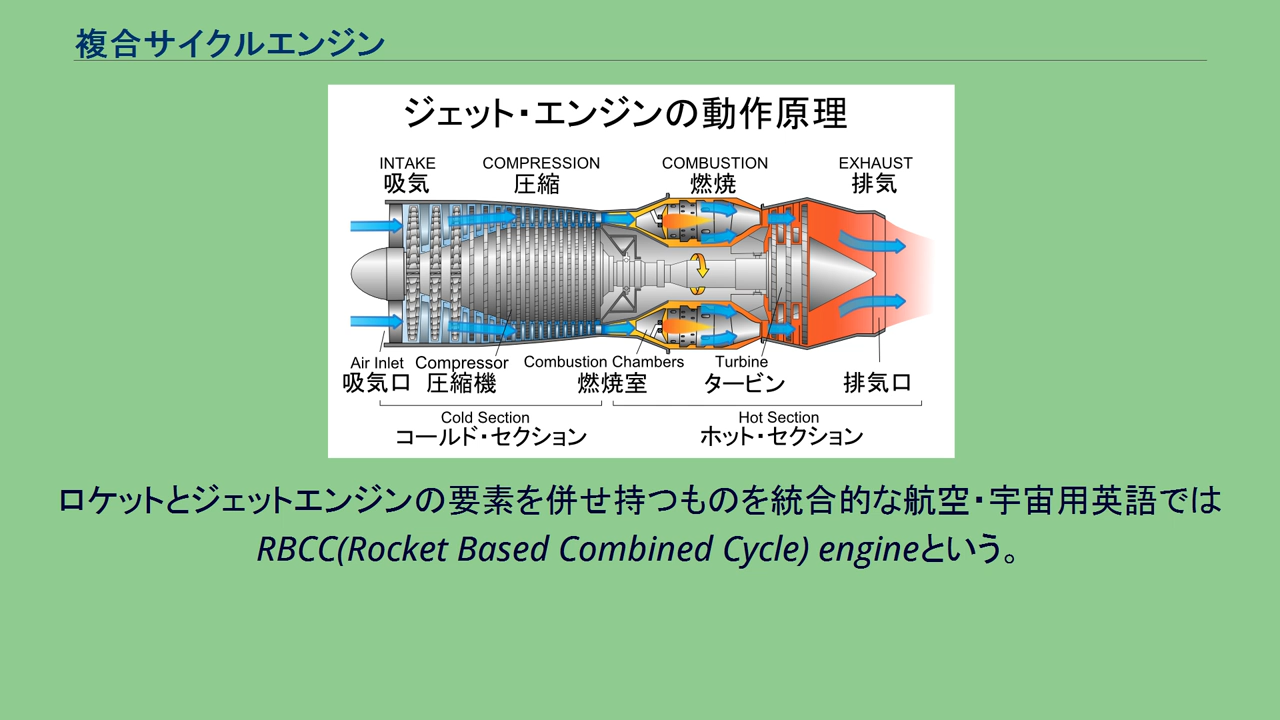 複合サイクルエンジン
ジェット・エンジンの動作原理
INTAKE COMPRESSION COMBUSTION EXHAUST
吸気 圧縮 燃焼 排気
Air Inlet Compressor Combustion Chambers Turbine
吸気口 圧縮機 燃焼室 タービン 排気口
Cold Section Hot Section
コールド・セクション ホット・セクション
ロケットとジェットエンジンの要素を併せ持つものを統合的な航空・宇宙用英語では
RBCC(Rocket Based Combined Cycle) engineという。